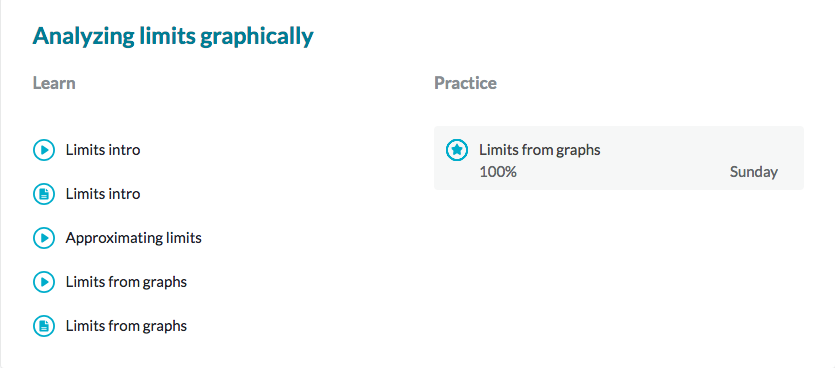 Analyzing limits graphically
Learn
Limits intro
Limits intro
Approximating limits
Limits from graphs
Limits from graphs
Practice
Limits from graphs
100% Sunday